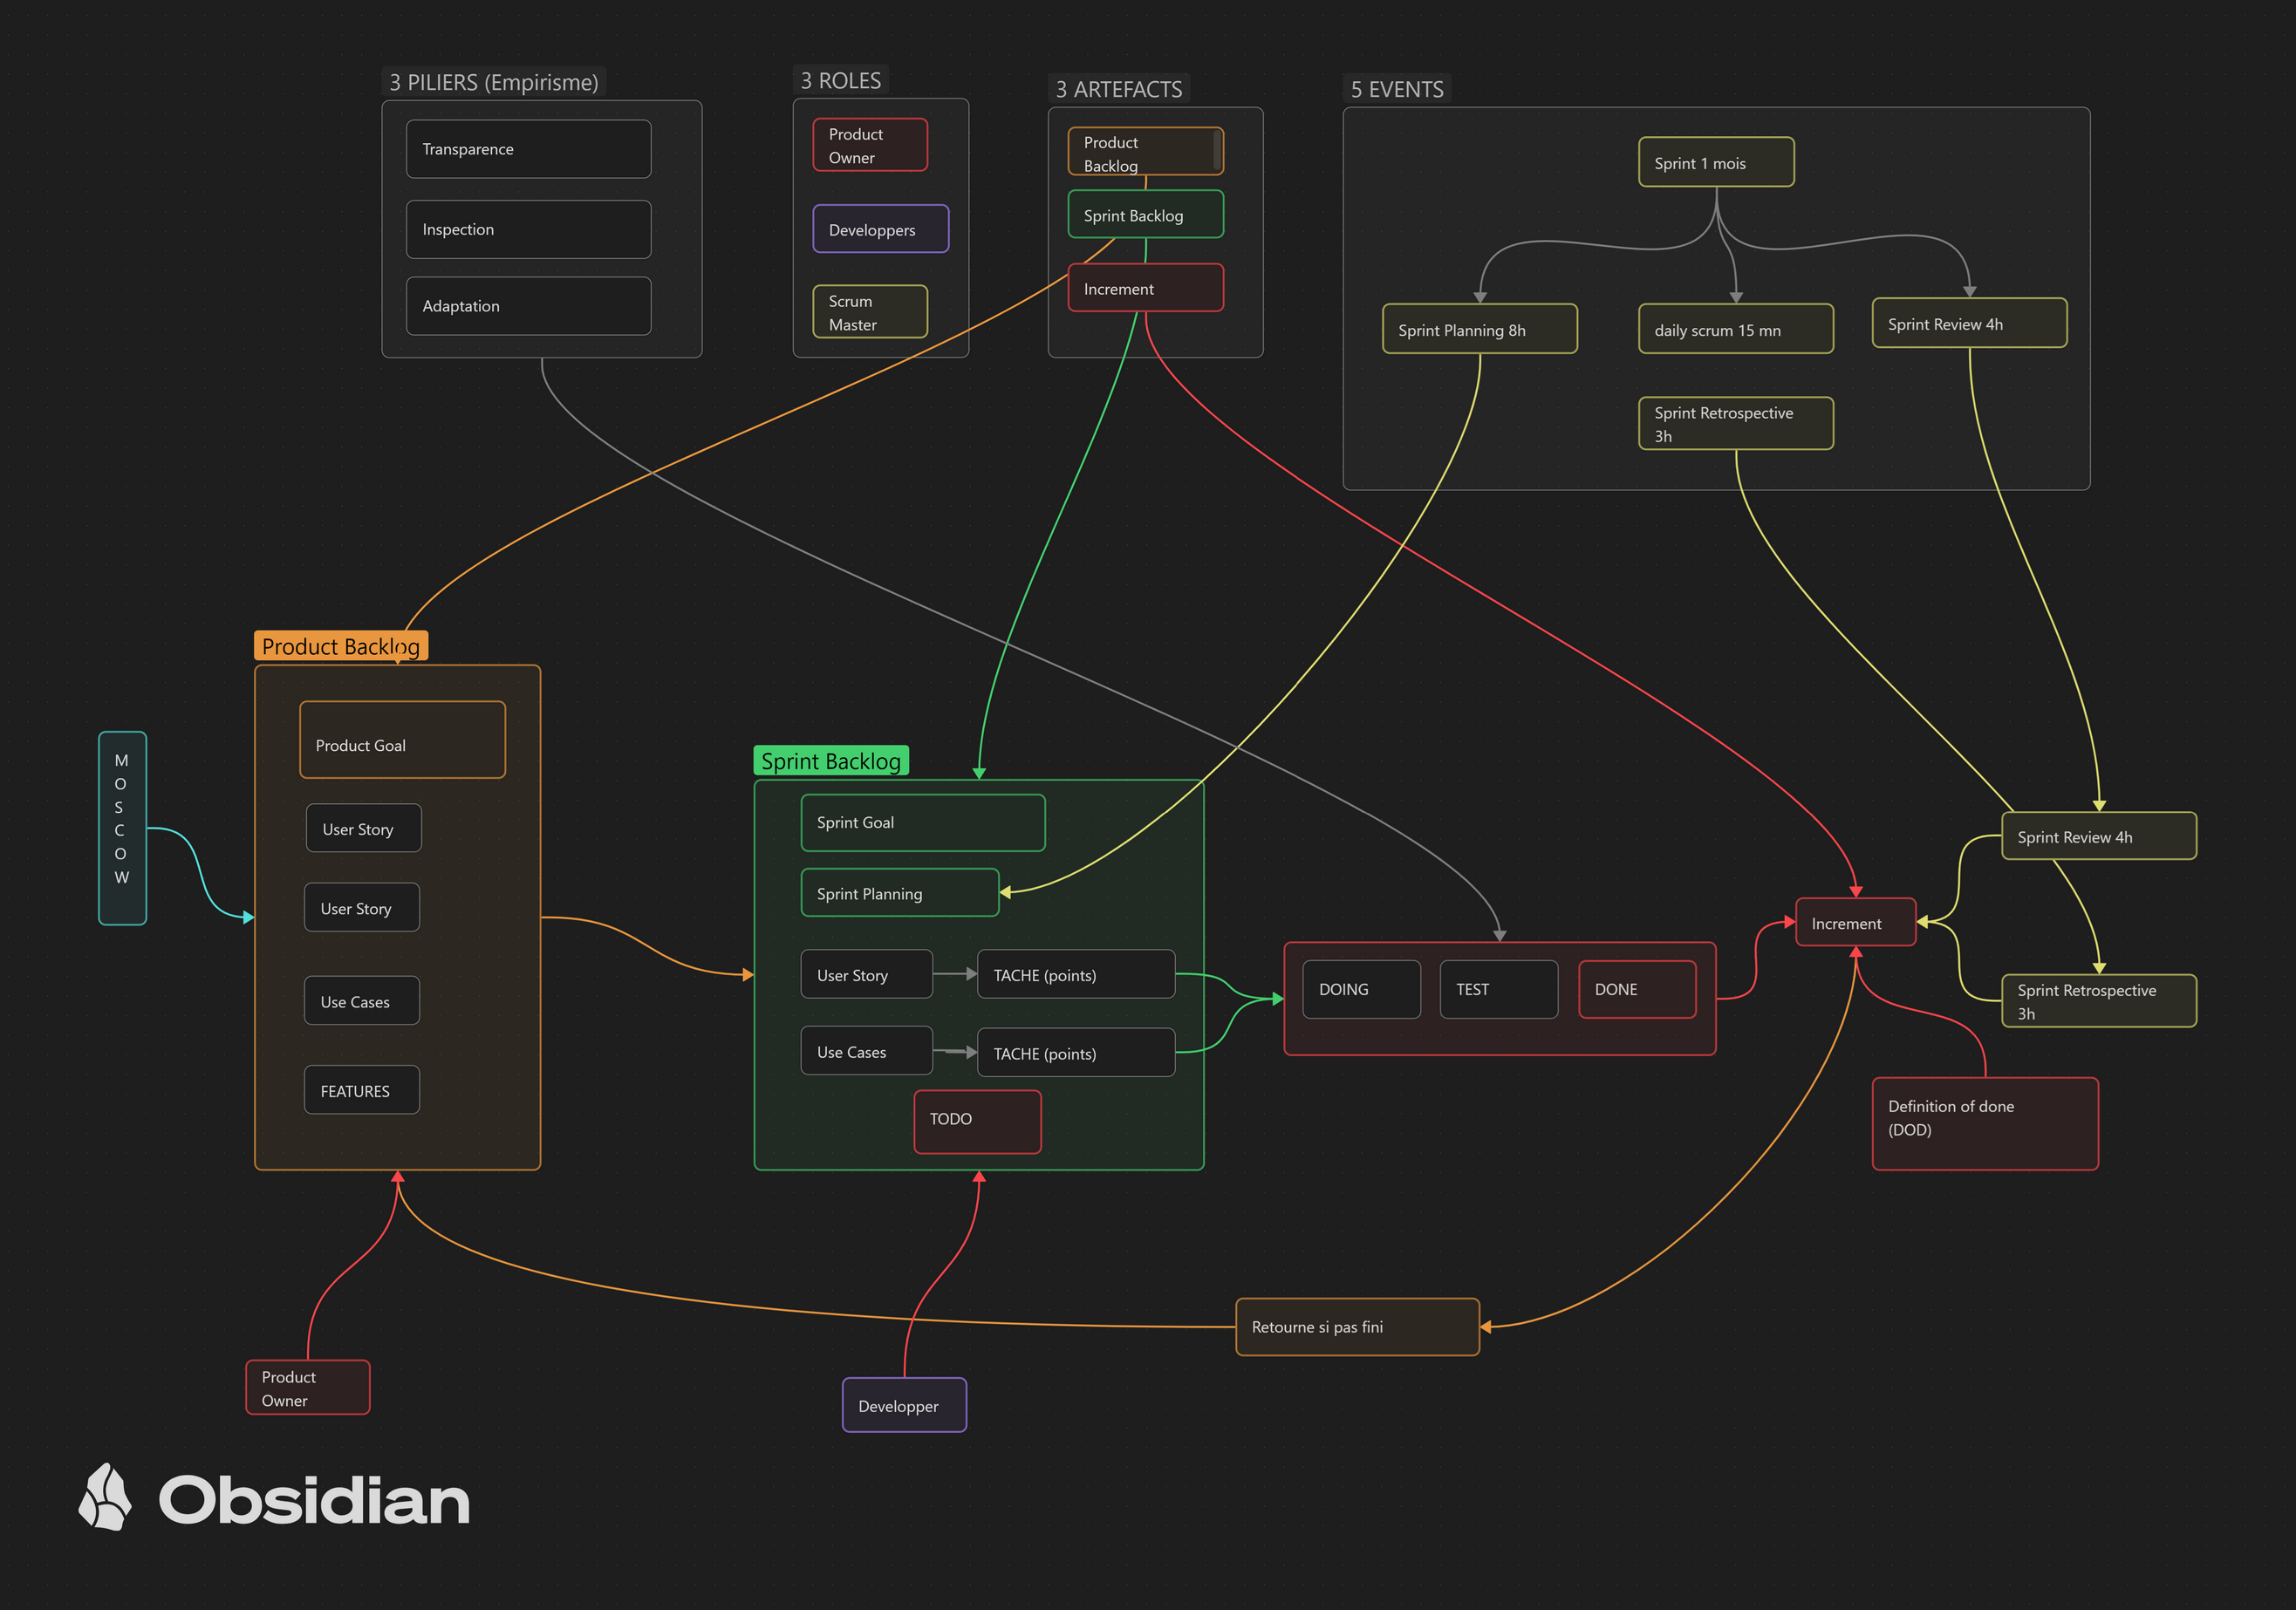 3 PILIERS (Empirisme)
Transparence
Inspection
Adaptation
3 ROLES
Product
Owner
Developpers
Scrum
Master
3 ARTEFACTS
Product
Backlog
Sprint Backlog
Increment
5 EVENTS
Sprint 1 mois
Sprint Planning 8h
daily scrum 15 mn
Sprint Review 4h
Sprint Retrospective
3h
M
O
S
C
O
W
Product Backlog
Product Goal
User Story
User Story
Use Cases
FEATURES
Sprint Backlog
Sprint Goal
Sprint Planning
User Story
TACHE (points)
Use Cases
TACHE (points)
TODO
DOING
TEST
DONE
Increment
Sprint Review 4h
Sprint Retrospective
3h
Definition of done
(DOD)
Retourne si pas fini
Product
Owner
Developper
Obsidian